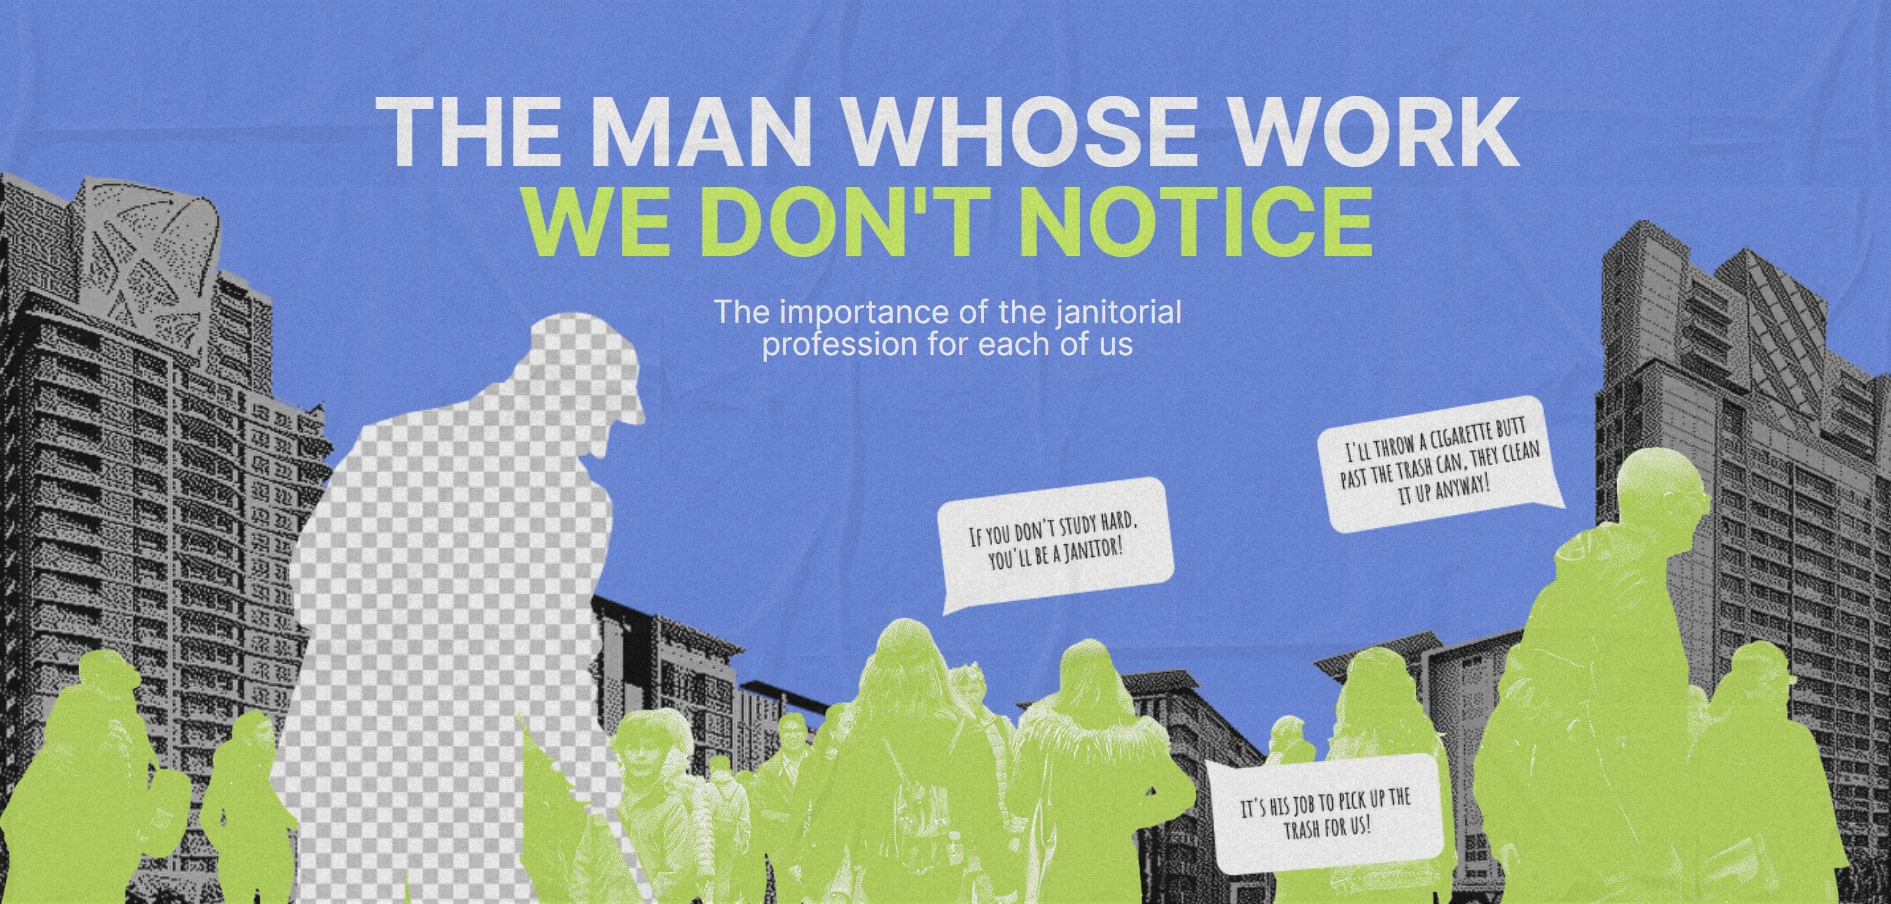 THE MAN WHOSE WORK
WE DON'T NOTICE
The importance of the janitorial
profession for each of us
I'LL THROW A CIGARETTE BUTT
PAST THE TRASH CAN, THEY CLEAN
IT UP ANYWAY!
IF YOU DON'T STUDY HARD,
YOU'LL BE A JANITOR!
IT'S HIS JOB TO PICK UP THE
TRASH FOR US!